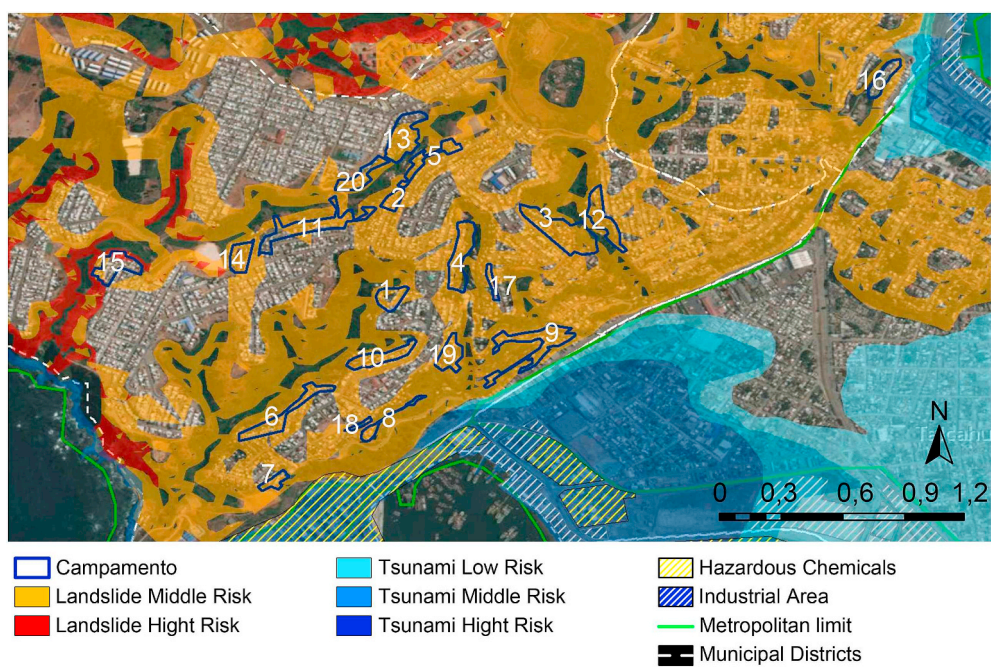 16
13
5
20
2
11
3
12
14
15
4
17
1
9
10
19
6
18
8
7
N
0 0,3 0,6 0,9 1,2
Campamento
Landslide Middle Risk
Landslide Hight Risk
Tsunami Low Risk
Tsunami Middle Risk
Tsunami Hight Risk
Hazardous Chemicals
Industrial Area
Metropolitan limit
Municipal Districts